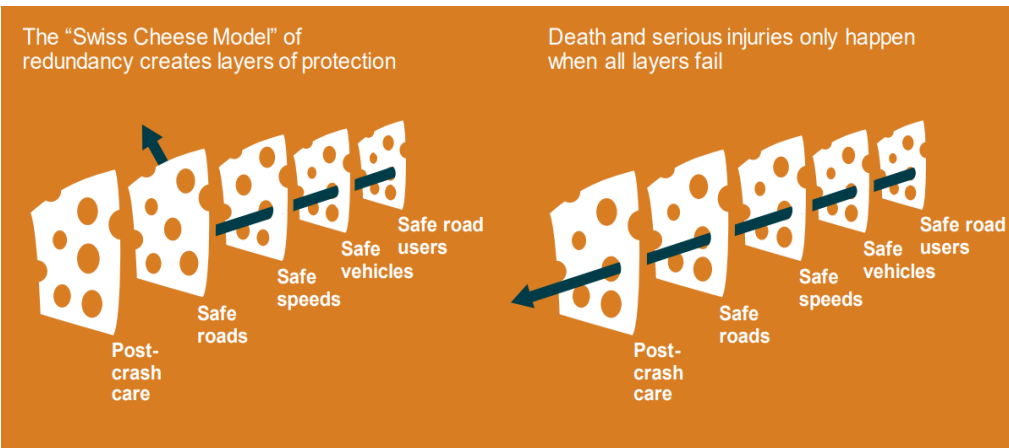 The “Swiss Cheese Model” of
redundancy creates layers of protection
Safe road
users
Safe
vehicles
Safe
speeds
Safe
roads
Post-
crash
care
Death and serious injuries only happen
when all layers fail
Safe road
users
Safe
vehicles
Safe
speeds
Safe
roads
Post-
crash
care